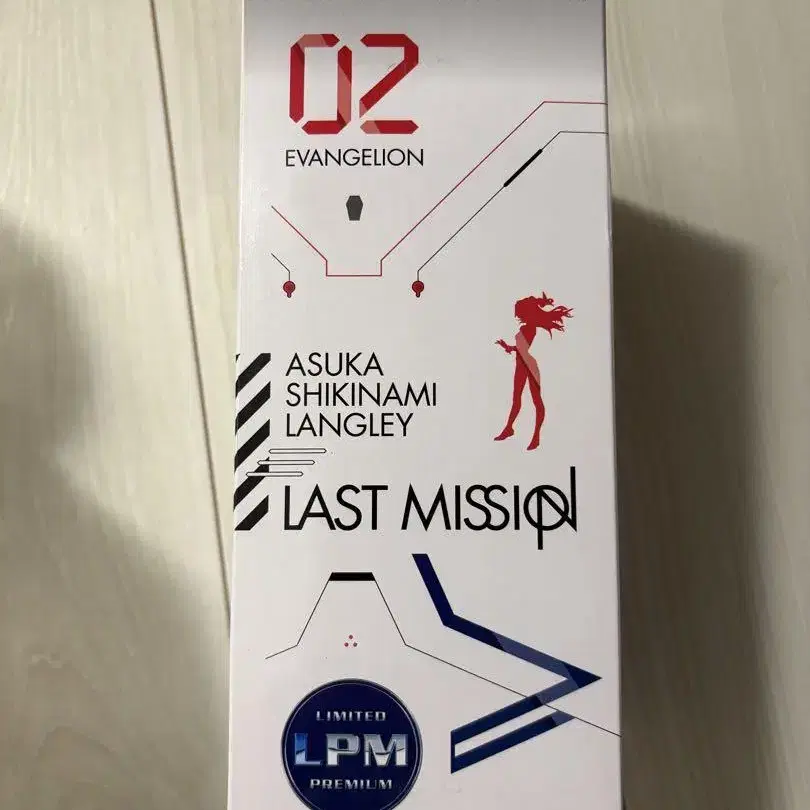 02
EVANGELION
ASUKA
SHIKINAMI
LANGLEY
LAST MISSION
LIMITED
LPM
PREMIUM